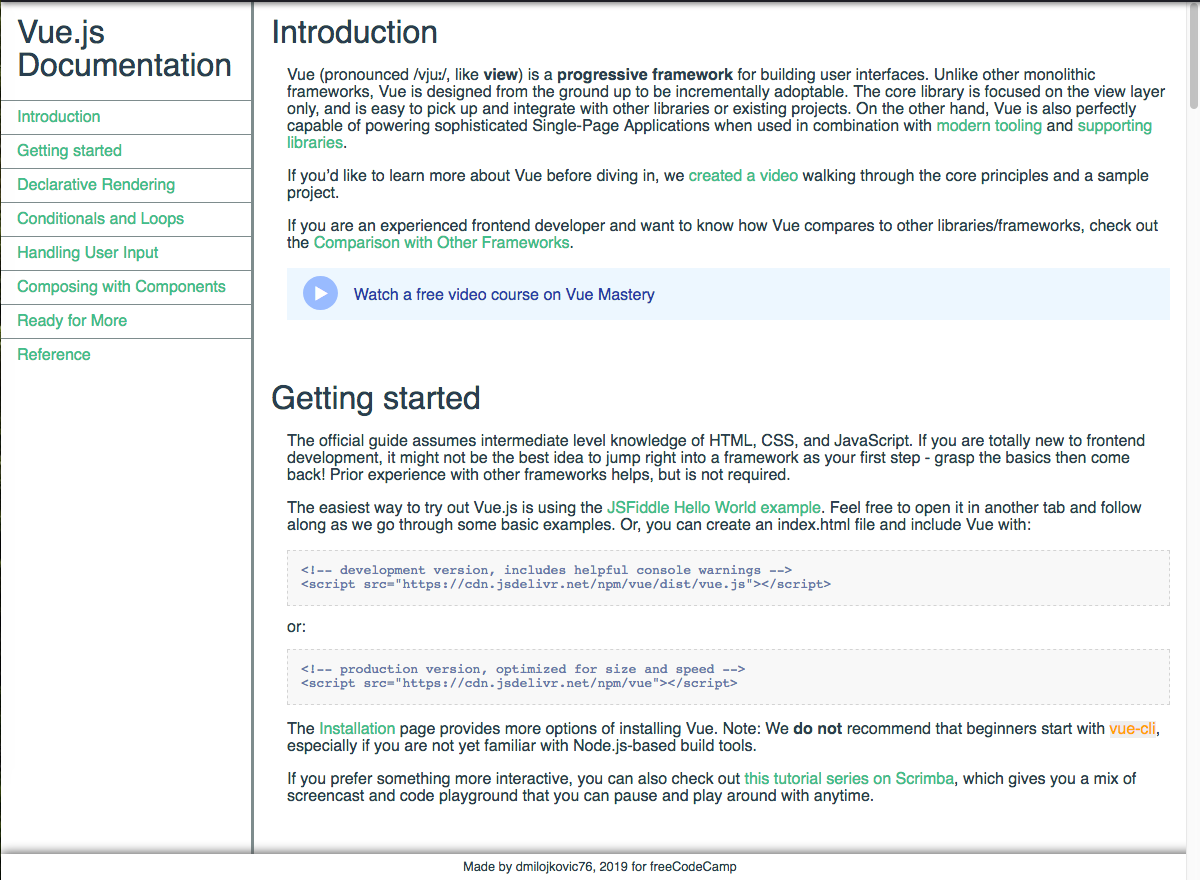 Vue.js
Documentation
Introduction
Getting started
Declarative Rendering
Conditionals and Loops
Handling User Input
Composing with Components
Ready for More
Reference
Introduction
Vue (pronounced /vjuː/, like view) is a progressive framework for building user interfaces. Unlike other monolithic
frameworks, Vue is designed from the ground up to be incrementally adoptable. The core library is focused on the view layer
only, and is easy to pick up and integrate with other libraries or existing projects. On the other hand, Vue is also perfectly
capable of powering sophisticated Single-Page Applications when used in combination with modern tooling and supporting
libraries.
If you’d like to learn more about Vue before diving in, we created a video walking through the core principles and a sample
project.
If you are an experienced frontend developer and want to know how Vue compares to other libraries/frameworks, check out
the Comparison with Other Frameworks.
Watch a free video course on Vue Mastery
Getting started
The official guide assumes intermediate level knowledge of HTML, CSS, and JavaScript. If you are totally new to frontend
development, it might not be the best idea to jump right into a framework as your first step - grasp the basics then come
back! Prior experience with other frameworks helps, but is not required.
The easiest way to try out Vue.js is using the JSFiddle Hello World example. Feel free to open it in another tab and follow
along as we go through some basic examples. Or, you can create an index.html file and include Vue with:
<!-- development version, includes helpful console warnings -->
<script src="https://cdn.jsdelivr.net/npm/vue/dist/vue.js"></script>
or:
<!-- production version, optimized for size and speed -->
<script src="https://cdn.jsdelivr.net/npm/vue"></script>
The Installation page provides more options of installing Vue. Note: We do not recommend that beginners start with vue-cli,
especially if you are not yet familiar with Node.js-based build tools.
If you prefer something more interactive, you can also check out this tutorial series on Scrimba, which gives you a mix of
screencast and code playground that you can pause and play around with anytime.
Made by dmilojkovic76, 2019 for freeCodeCamp